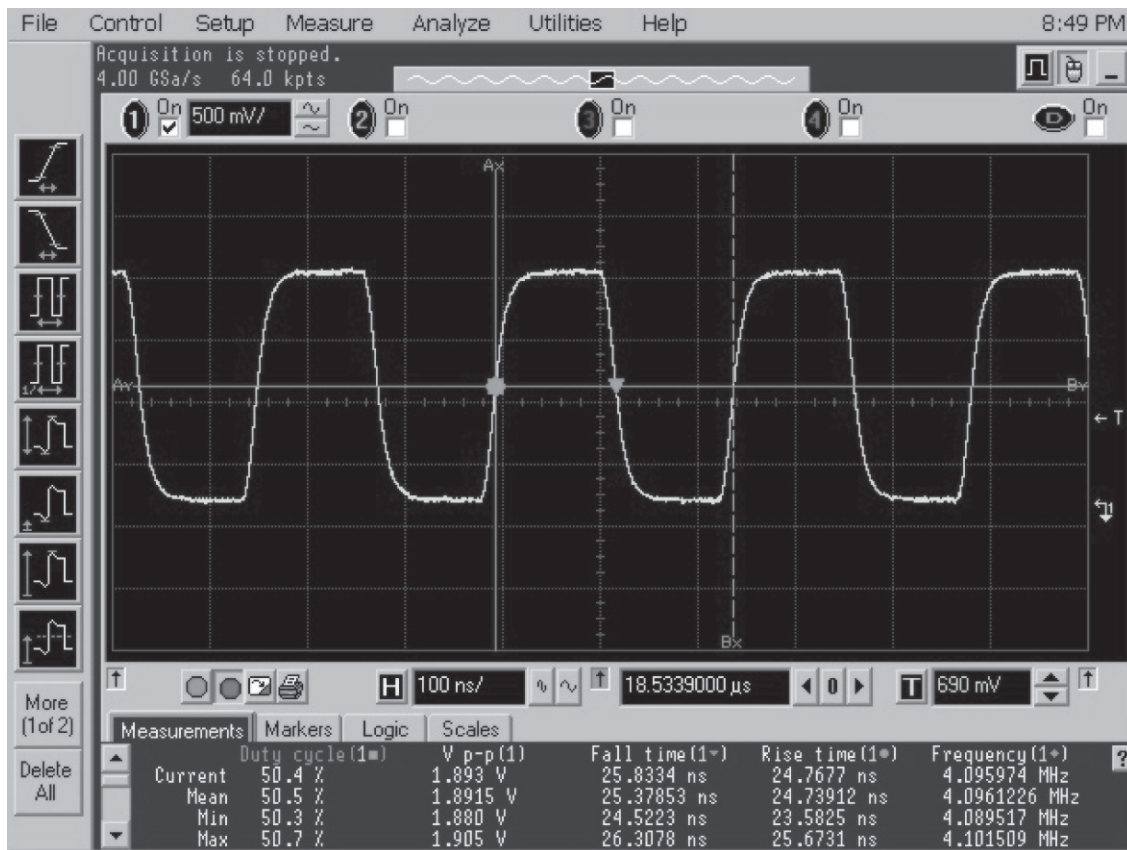 File Control Setup Measure Analyze Utilities Help 8:49 PM
Acquisition is stopped.
4.00 GSa/s 64.0 kpts
1 On 500 mV/ 2 On 3 On 4 On D On
Ax
Ay By
T
Bx
H 100 ns/ 18.5339000 µs 0 T 690 mV
More
(1of 2)
Delete
All
Measurements Markers Logic Scales
Duty cycle(1■) V p-p(1) Fall time(1▾) Rise time(1●) Frequency(1◆) ?
Current 50.4 % 1.893 V 25.8334 ns 24.7677 ns 4.095974 MHz
Mean 50.5 % 1.8915 V 25.37853 ns 24.73912 ns 4.0961226 MHz
Min 50.3 % 1.880 V 24.5223 ns 23.5825 ns 4.089517 MHz
Max 50.7 % 1.905 V 26.3078 ns 25.6731 ns 4.101509 MHz